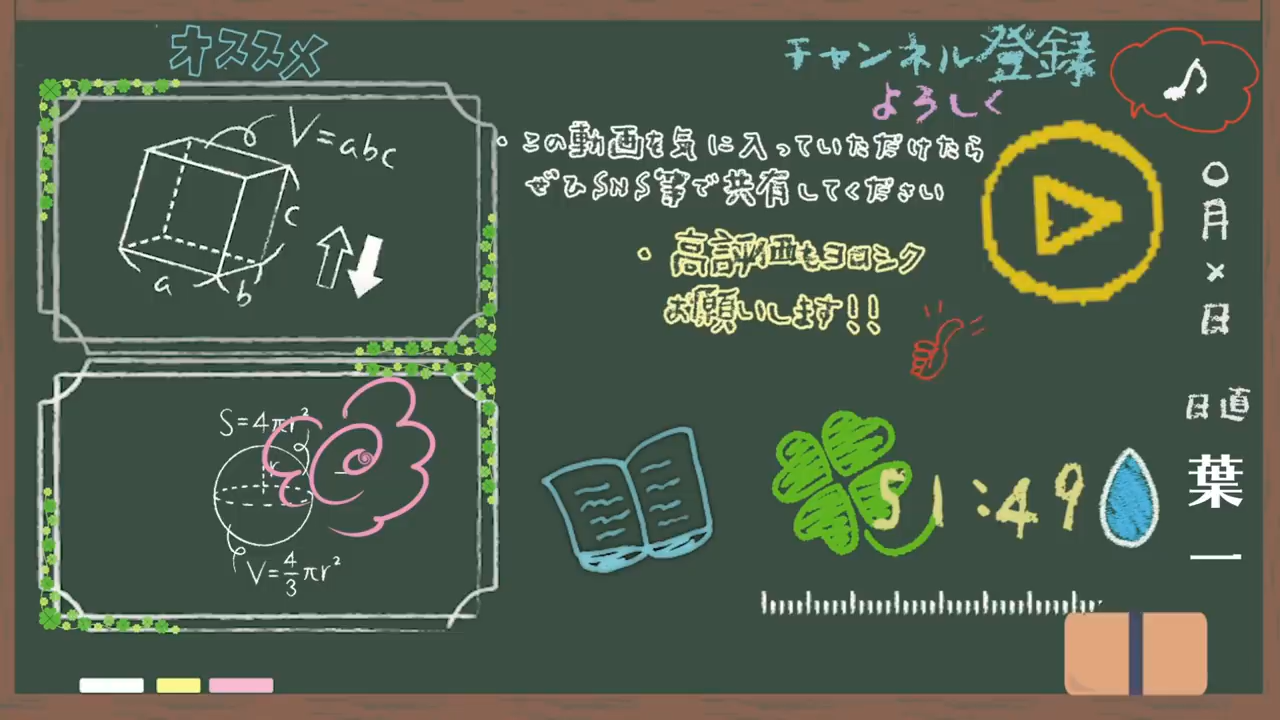 オススメ
V=abc
c
a
b
S=4πr²
r
V=4/3πr²
チャンネル登録
よろしく
・この動画を気に入っていただけたら
ぜひSNS等で共有してください
・高評価もヨロシク
お願いします!!
51:49
〇月×日
日直
葉一